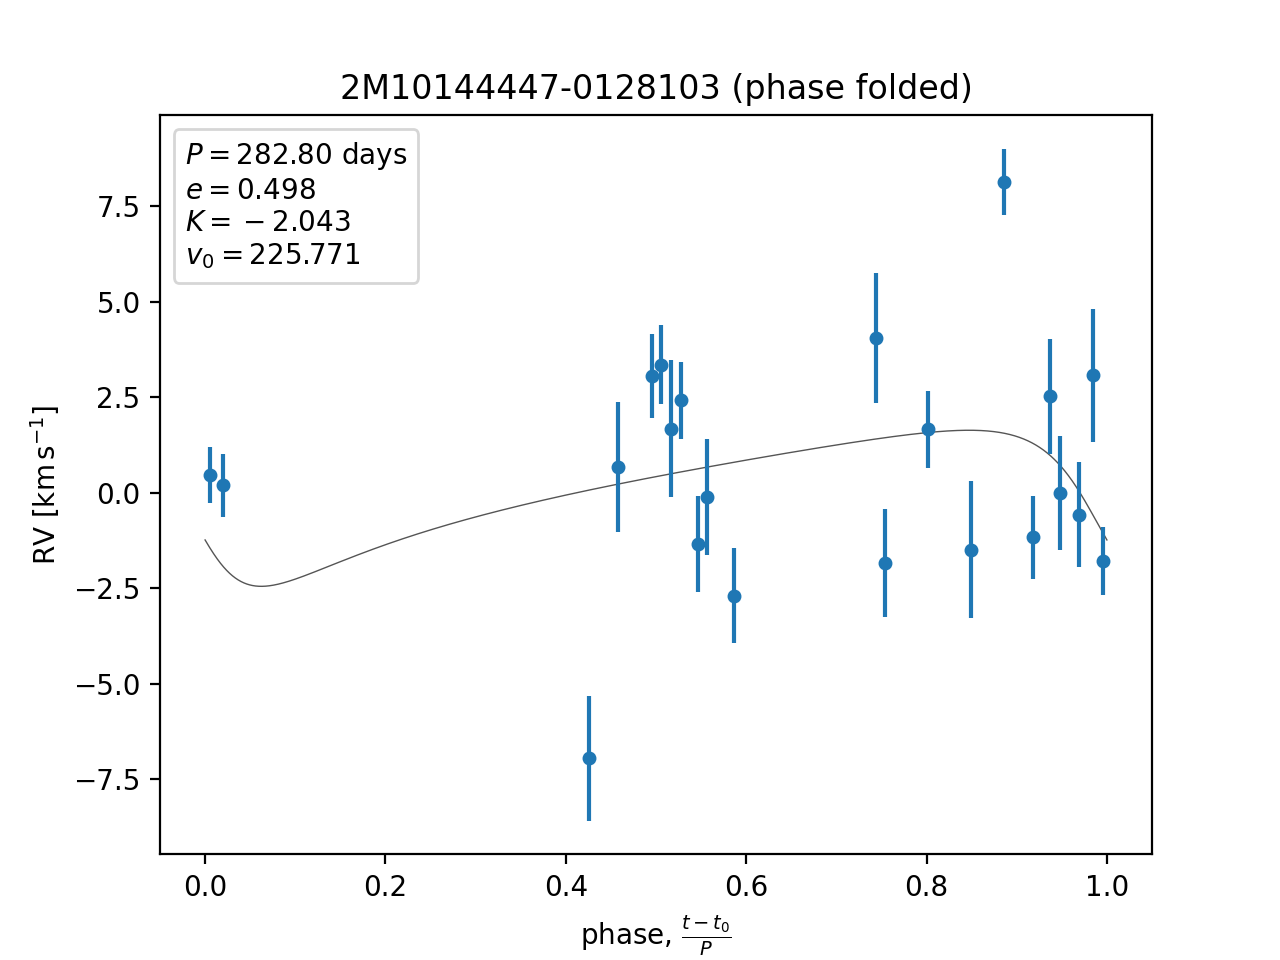 2M10144447-0128103 (phase folded)
P = 282.80 days
e = 0.498
K = −2.043
v₀ = 225.771
RV [km s⁻¹]
7.5
5.0
2.5
0.0
−2.5
−5.0
−7.5
0.0 0.2 0.4 0.6 0.8 1.0
phase, (t − t₀)/P